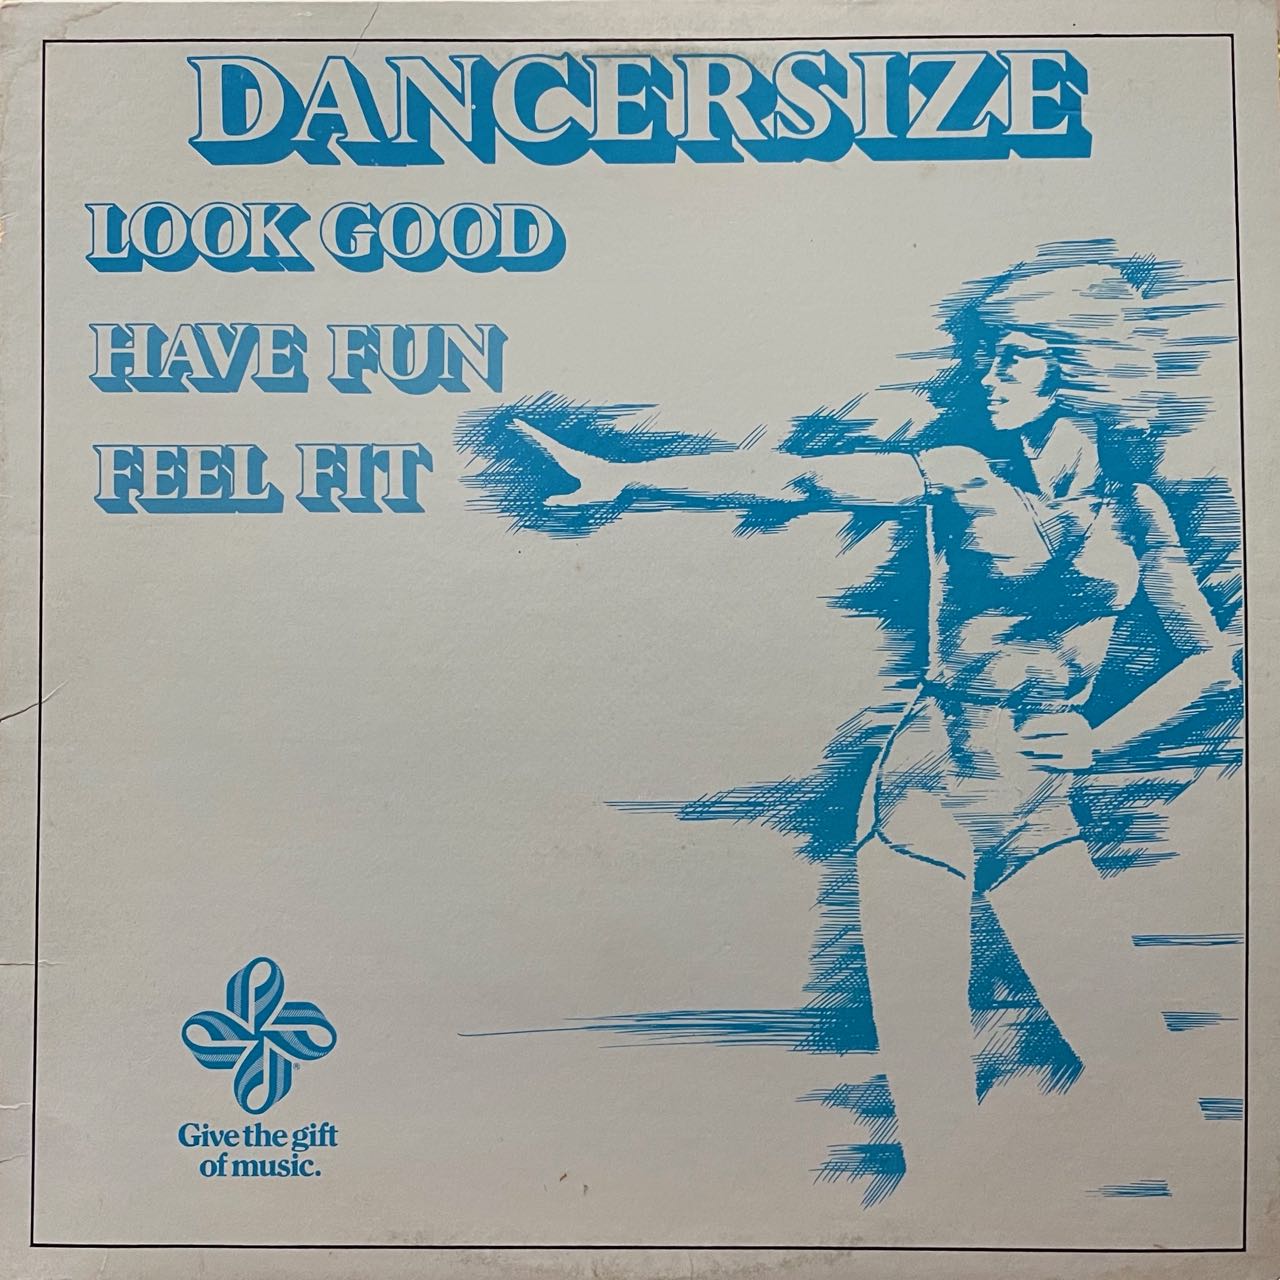 DANCERSIZE
LOOK GOOD
HAVE FUN
FEEL FIT
®
Give the gift
of music.